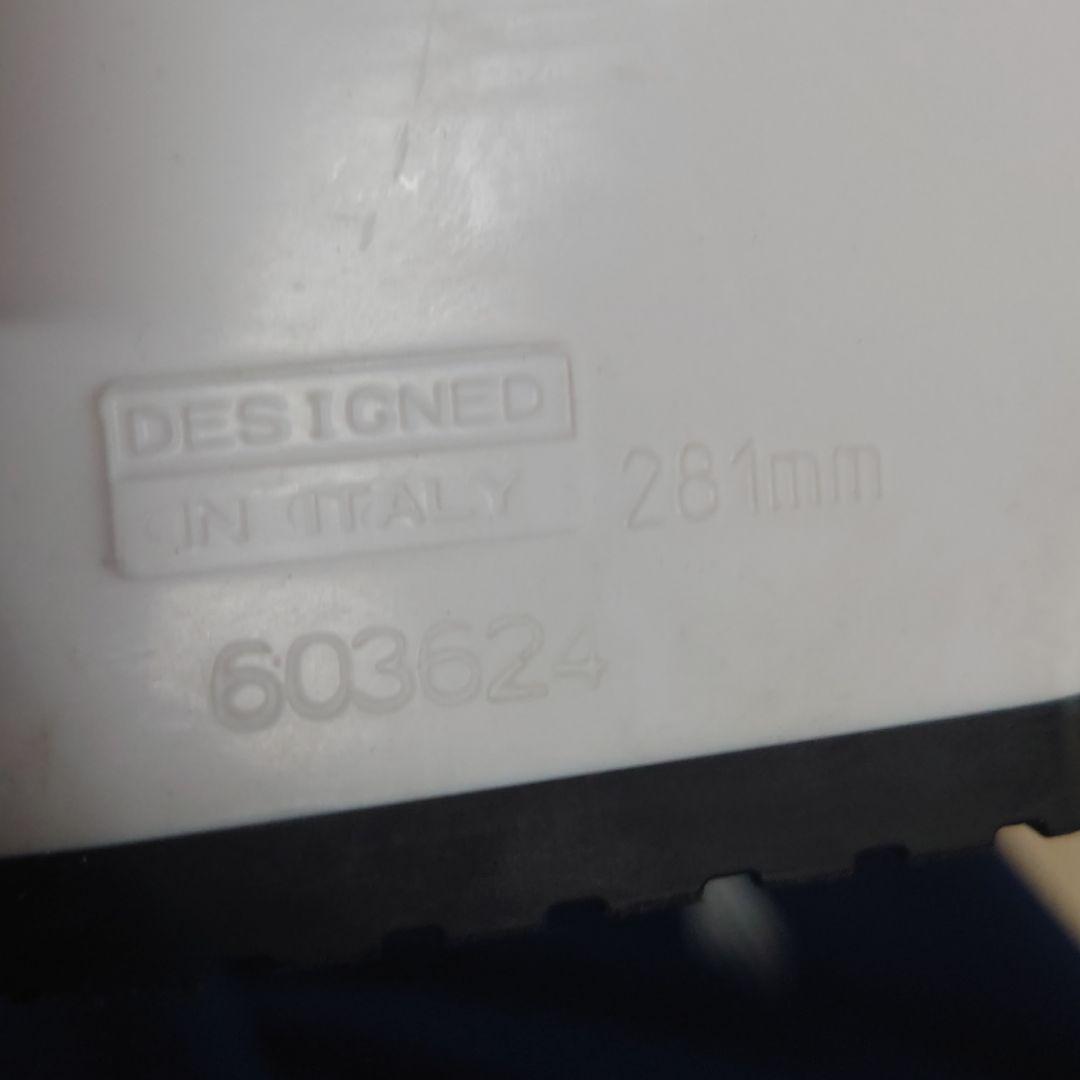 DESIGNED
IN ITALY
281mm
603624